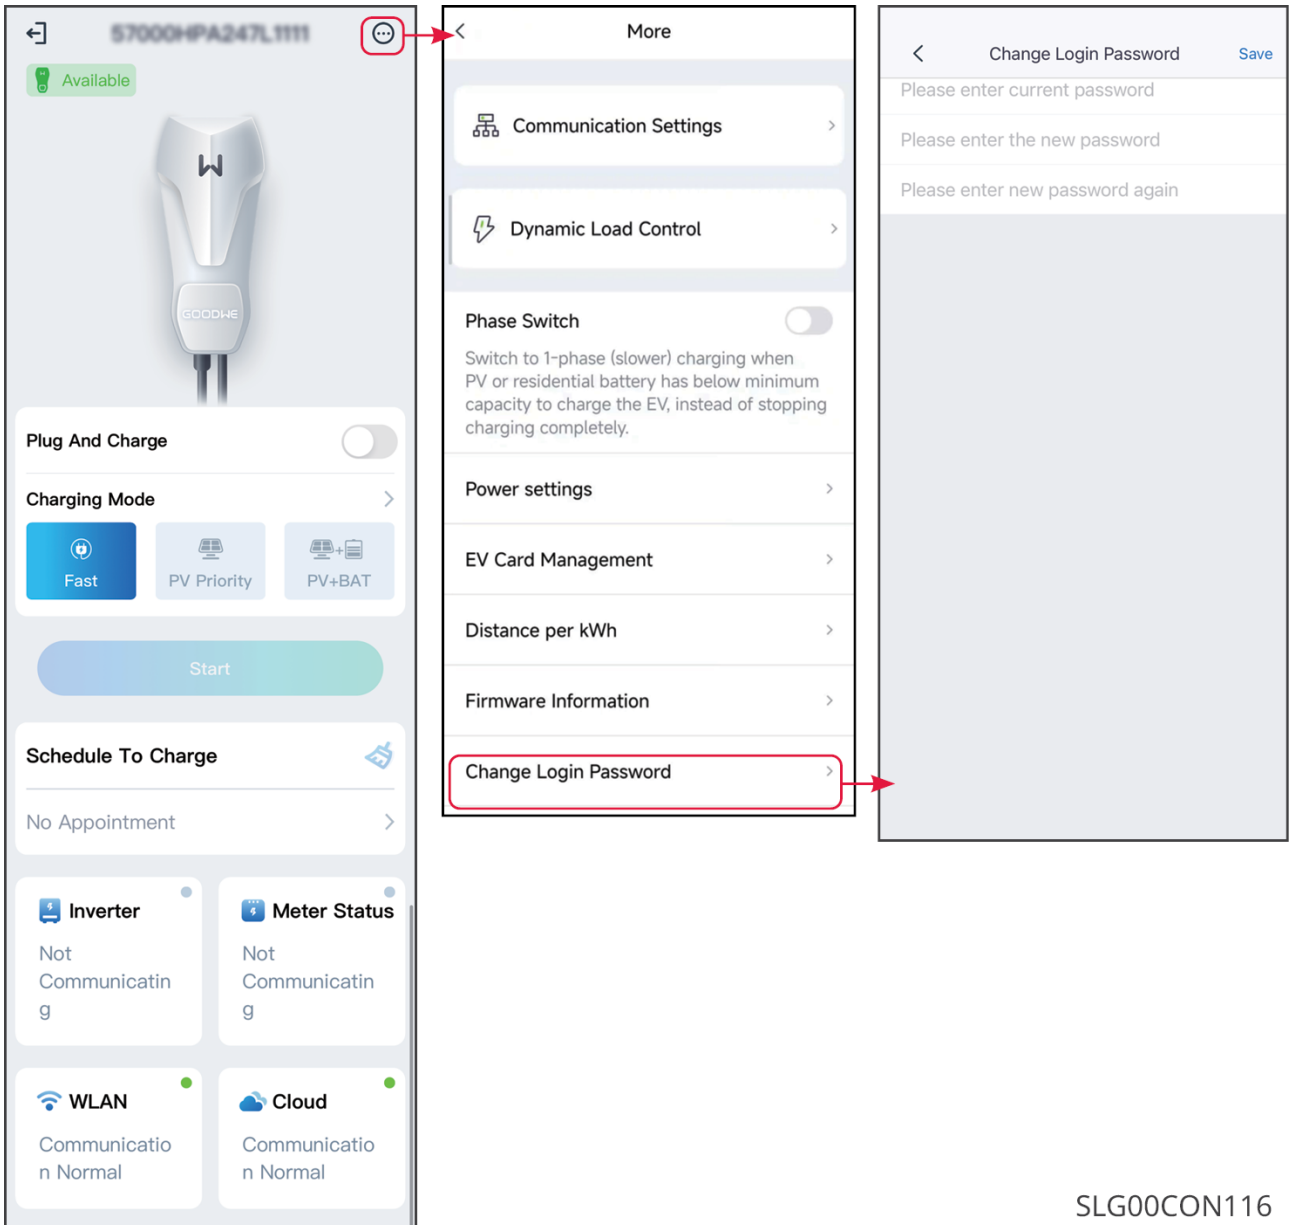 57000HPA247L1111
Available
W
GOODWE
Plug And Charge
Charging Mode
Fast
PV Priority
PV+BAT
Start
Schedule To Charge
No Appointment
Inverter
Not
Communicatin
g
Meter Status
Not
Communicatin
g
WLAN
Communicatio
n Normal
Cloud
Communicatio
n Normal
More
Communication Settings
Dynamic Load Control
Phase Switch
Switch to 1-phase (slower) charging when
PV or residential battery has below minimum
capacity to charge the EV, instead of stopping
charging completely.
Power settings
EV Card Management
Distance per kWh
Firmware Information
Change Login Password
Change Login Password
Save
Please enter current password
Please enter the new password
Please enter new password again
SLG00CON116